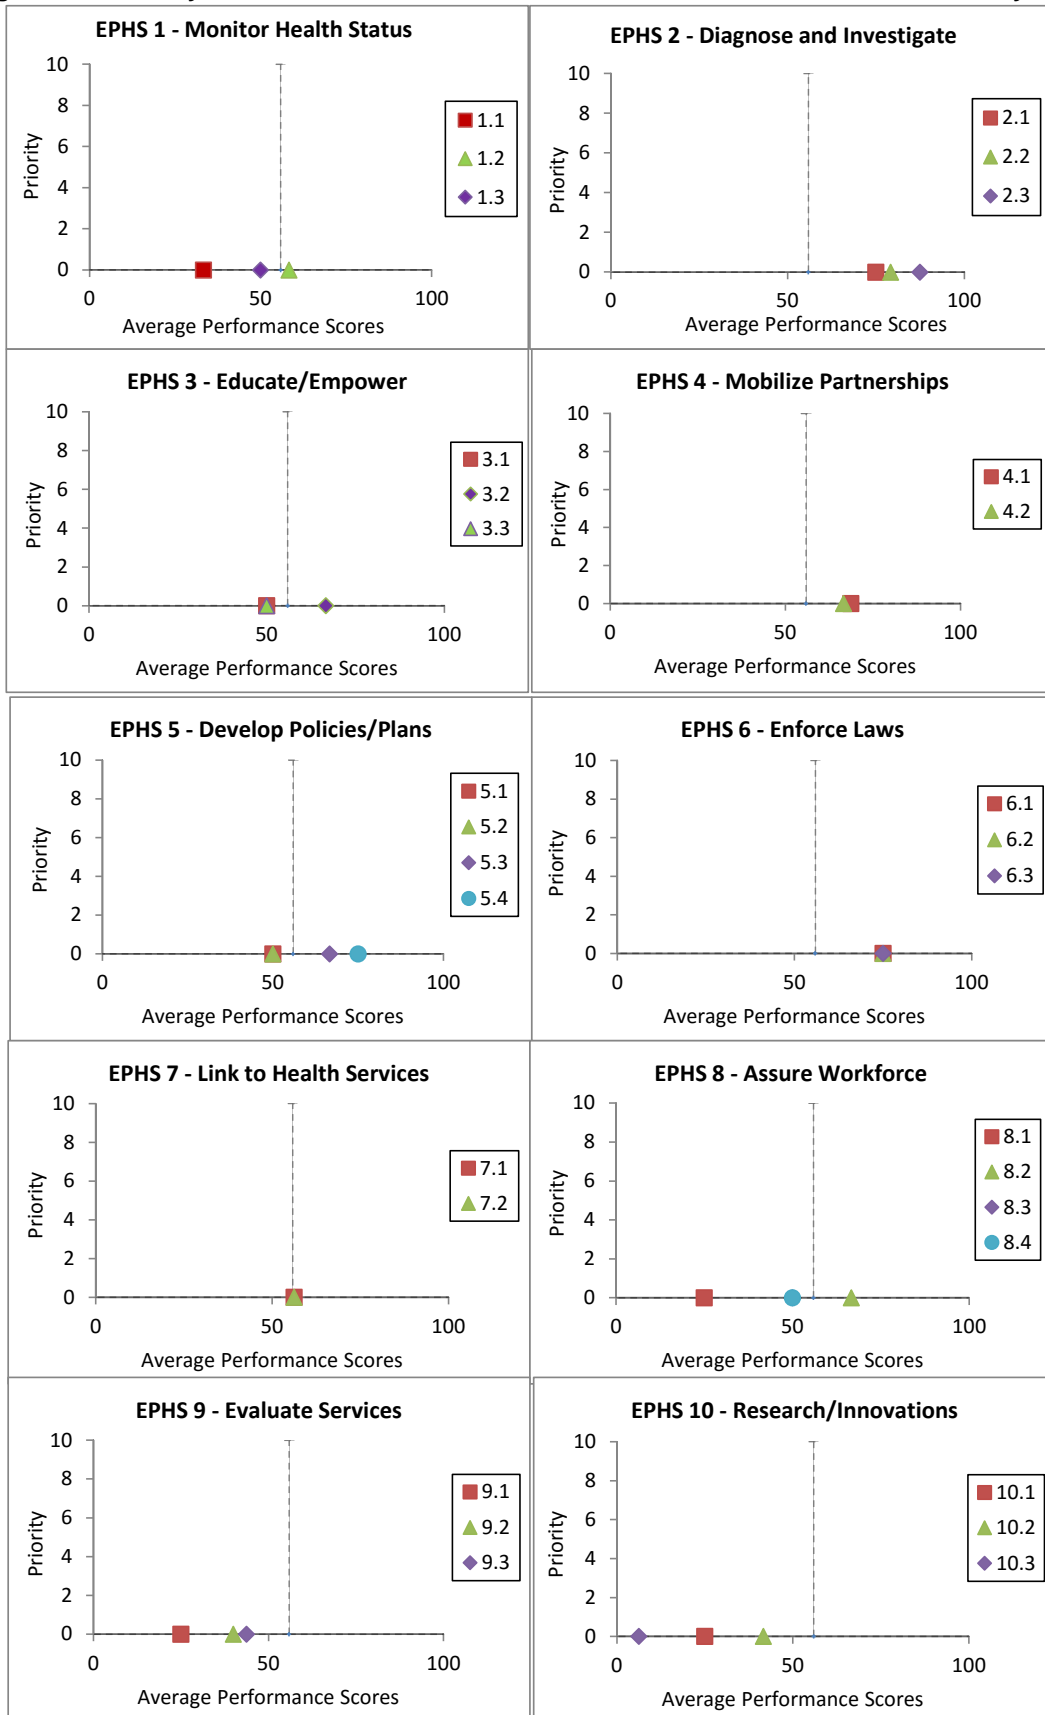 EPHS 1 - Monitor Health Status
10
8
6
4
2
0
Priority
0 50 100
Average Performance Scores
1.1
1.2
1.3
EPHS 2 - Diagnose and Investigate
10
8
6
4
2
0
Priority
0 50 100
Average Performance Scores
2.1
2.2
2.3
EPHS 3 - Educate/Empower
10
8
6
4
2
0
Priority
0 50 100
Average Performance Scores
3.1
3.2
3.3
EPHS 4 - Mobilize Partnerships
10
8
6
4
2
0
Priority
0 50 100
Average Performance Scores
4.1
4.2
EPHS 5 - Develop Policies/Plans
10
8
6
4
2
0
Priority
0 50 100
Average Performance Scores
5.1
5.2
5.3
5.4
EPHS 6 - Enforce Laws
10
8
6
4
2
0
Priority
0 50 100
Average Performance Scores
6.1
6.2
6.3
EPHS 7 - Link to Health Services
10
8
6
4
2
0
Priority
0 50 100
Average Performance Scores
7.1
7.2
EPHS 8 - Assure Workforce
10
8
6
4
2
0
Priority
0 50 100
Average Performance Scores
8.1
8.2
8.3
8.4
EPHS 9 - Evaluate Services
10
8
6
4
2
0
Priority
0 50 100
Average Performance Scores
9.1
9.2
9.3
EPHS 10 - Research/Innovations
10
8
6
4
2
0
Priority
0 50 100
Average Performance Scores
10.1
10.2
10.3